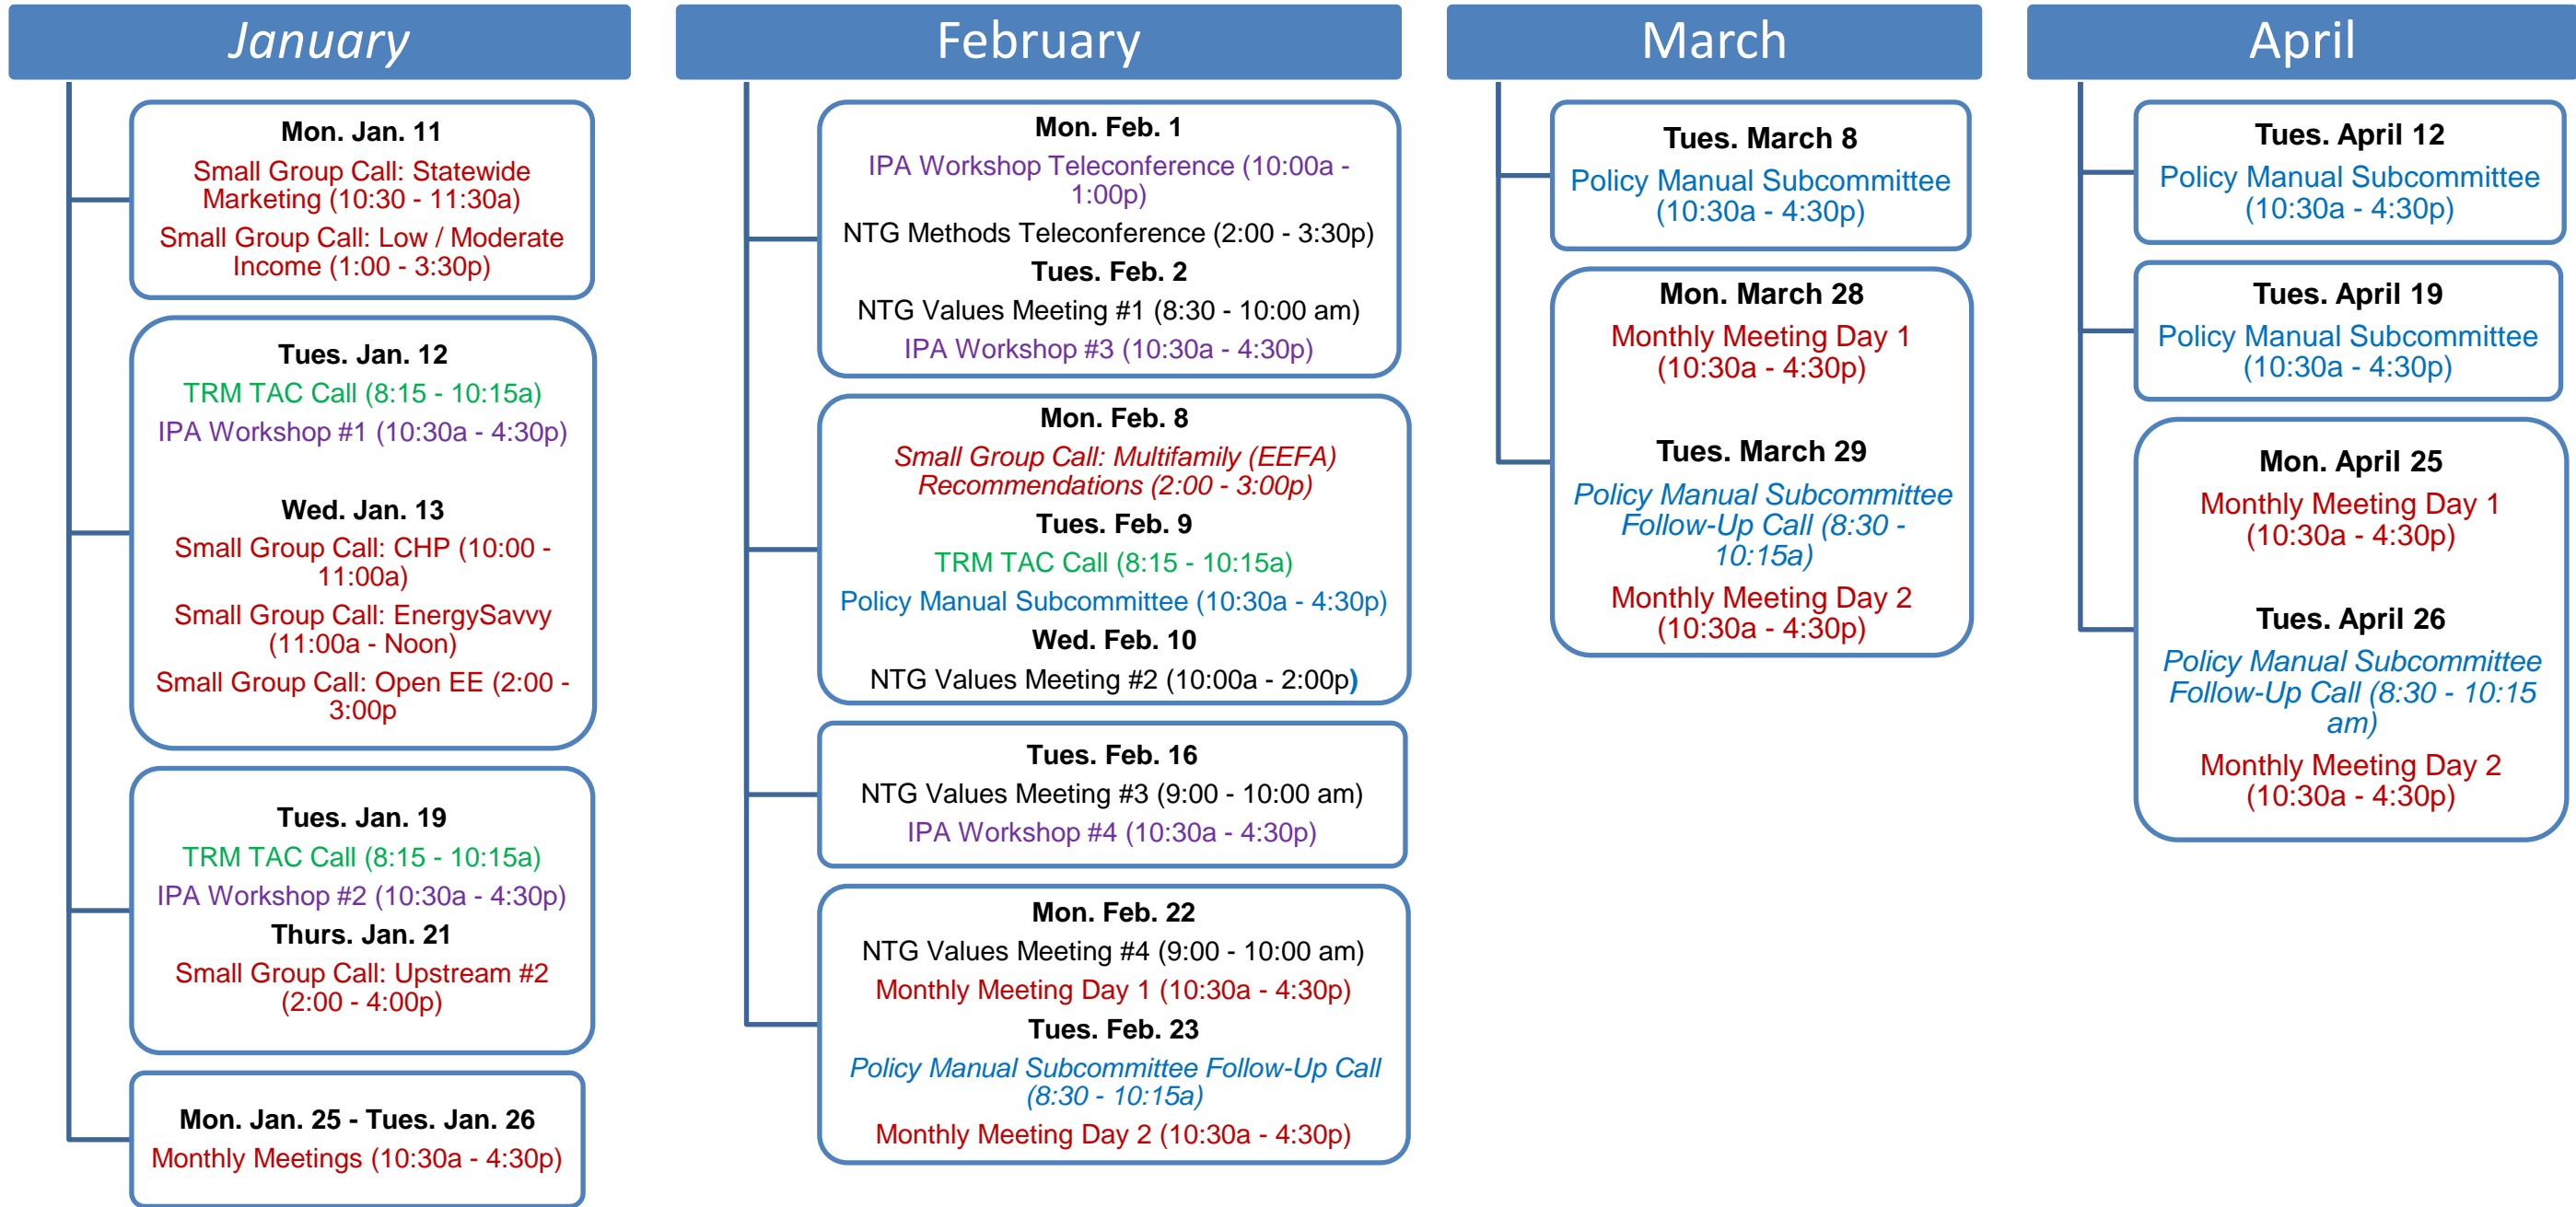 January
Mon. Jan. 11
Small Group Call: Statewide
Marketing (10:30 - 11:30a)
Small Group Call: Low / Moderate
Income (1:00 - 3:30p)
Tues. Jan. 12
TRM TAC Call (8:15 - 10:15a)
IPA Workshop #1 (10:30a - 4:30p)
Wed. Jan. 13
Small Group Call: CHP (10:00 -
11:00a)
Small Group Call: EnergySavvy
(11:00a - Noon)
Small Group Call: Open EE (2:00 -
3:00p
Tues. Jan. 19
TRM TAC Call (8:15 - 10:15a)
IPA Workshop #2 (10:30a - 4:30p)
Thurs. Jan. 21
Small Group Call: Upstream #2
(2:00 - 4:00p)
Mon. Jan. 25 - Tues. Jan. 26
Monthly Meetings (10:30a - 4:30p)
February
Mon. Feb. 1
IPA Workshop Teleconference (10:00a -
1:00p)
NTG Methods Teleconference (2:00 - 3:30p)
Tues. Feb. 2
NTG Values Meeting #1 (8:30 - 10:00 am)
IPA Workshop #3 (10:30a - 4:30p)
Mon. Feb. 8
Small Group Call: Multifamily (EEFA)
Recommendations (2:00 - 3:00p)
Tues. Feb. 9
TRM TAC Call (8:15 - 10:15a)
Policy Manual Subcommittee (10:30a - 4:30p)
Wed. Feb. 10
NTG Values Meeting #2 (10:00a - 2:00p)
Tues. Feb. 16
NTG Values Meeting #3 (9:00 - 10:00 am)
IPA Workshop #4 (10:30a - 4:30p)
Mon. Feb. 22
NTG Values Meeting #4 (9:00 - 10:00 am)
Monthly Meeting Day 1 (10:30a - 4:30p)
Tues. Feb. 23
Policy Manual Subcommittee Follow-Up Call
(8:30 - 10:15a)
Monthly Meeting Day 2 (10:30a - 4:30p)
March
Tues. March 8
Policy Manual Subcommittee
(10:30a - 4:30p)
Mon. March 28
Monthly Meeting Day 1
(10:30a - 4:30p)
Tues. March 29
Policy Manual Subcommittee
Follow-Up Call (8:30 -
10:15a)
Monthly Meeting Day 2
(10:30a - 4:30p)
April
Tues. April 12
Policy Manual Subcommittee
(10:30a - 4:30p)
Tues. April 19
Policy Manual Subcommittee
(10:30a - 4:30p)
Mon. April 25
Monthly Meeting Day 1
(10:30a - 4:30p)
Tues. April 26
Policy Manual Subcommittee
Follow-Up Call (8:30 - 10:15
am)
Monthly Meeting Day 2
(10:30a - 4:30p)